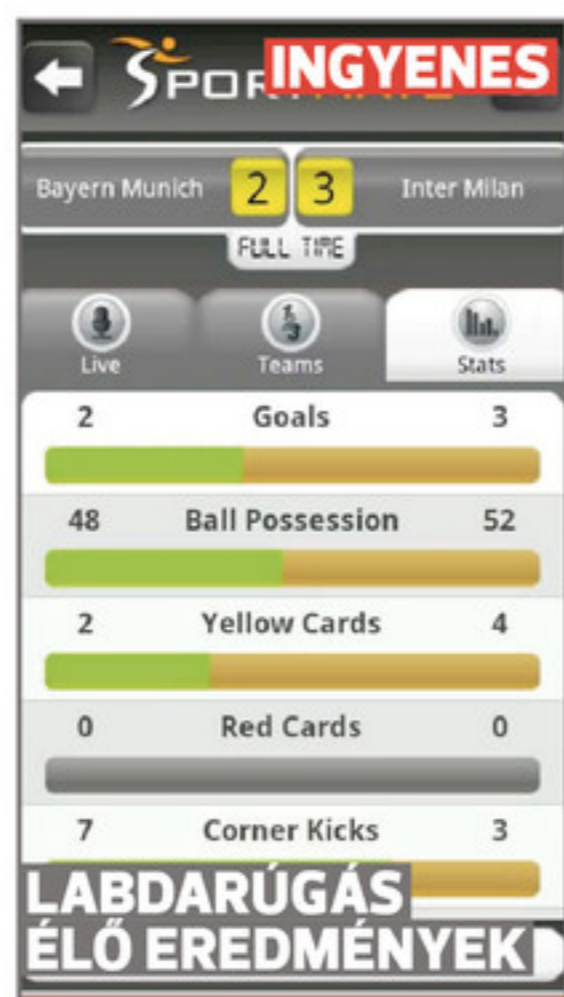 INGYENES
Bayern Munich 2 3 Inter Milan
FULL TIME
Live Teams Stats
2 Goals 3
48 Ball Possession 52
2 Yellow Cards 4
0 Red Cards 0
7 Corner Kicks 3
LABDARÚGÁS
ÉLŐ EREDMÉNYEK